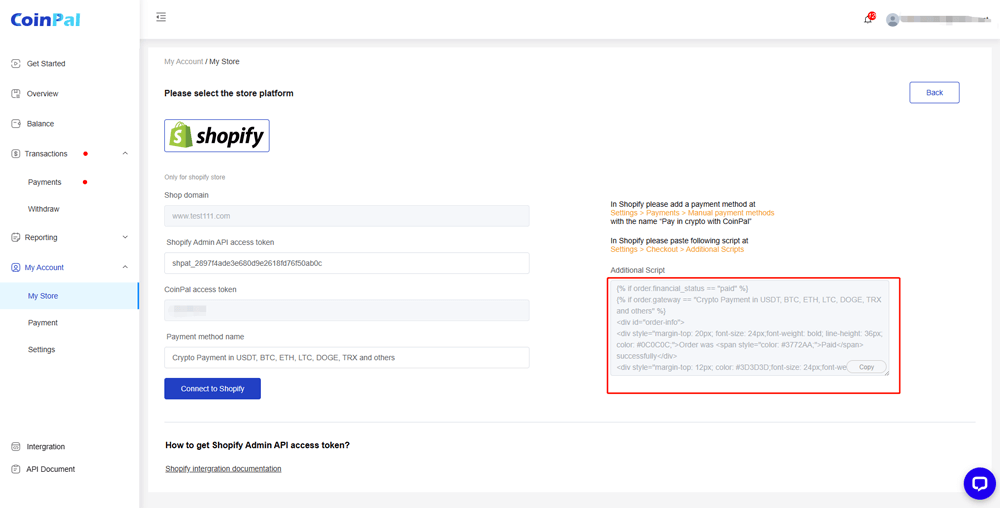 CoinPal
12
Get Started
Overview
Balance
Transactions
Payments
Withdraw
Reporting
My Account
My Store
Payment
Settings
Intergration
API Document
My Account / My Store
Please select the store platform
Back
shopify
Only for shopify store
Shop domain
www.test111.com
Shopify Admin API access token
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
CoinPal access token
Payment method name
Crypto Payment in USDT, BTC, ETH, LTC, DOGE, TRX and others
Connect to Shopify
In Shopify please add a payment method at
Settings > Payments > Manual payment methods
with the name “Pay in crypto with CoinPal”
In Shopify please paste following script at
Settings > Checkout > Additional Scripts
Additional Script
{% if order.financial_status == "paid" %}
{% if order.gateway == "Crypto Payment in USDT, BTC, ETH, LTC, DOGE, TRX
and others" %}
<div id="order-info">
<div style="margin-top: 20px; font-size: 24px;font-weight: bold; line-height: 36px;
color: #0C0C0C;">Order was <span style="color: #3772AA;">Paid</span>
successfully</div>
<div style="margin-top: 12px; color: #3D3D3D;font-size: 24px;font-we
Copy
How to get Shopify Admin API access token?
Shopify intergration documentation